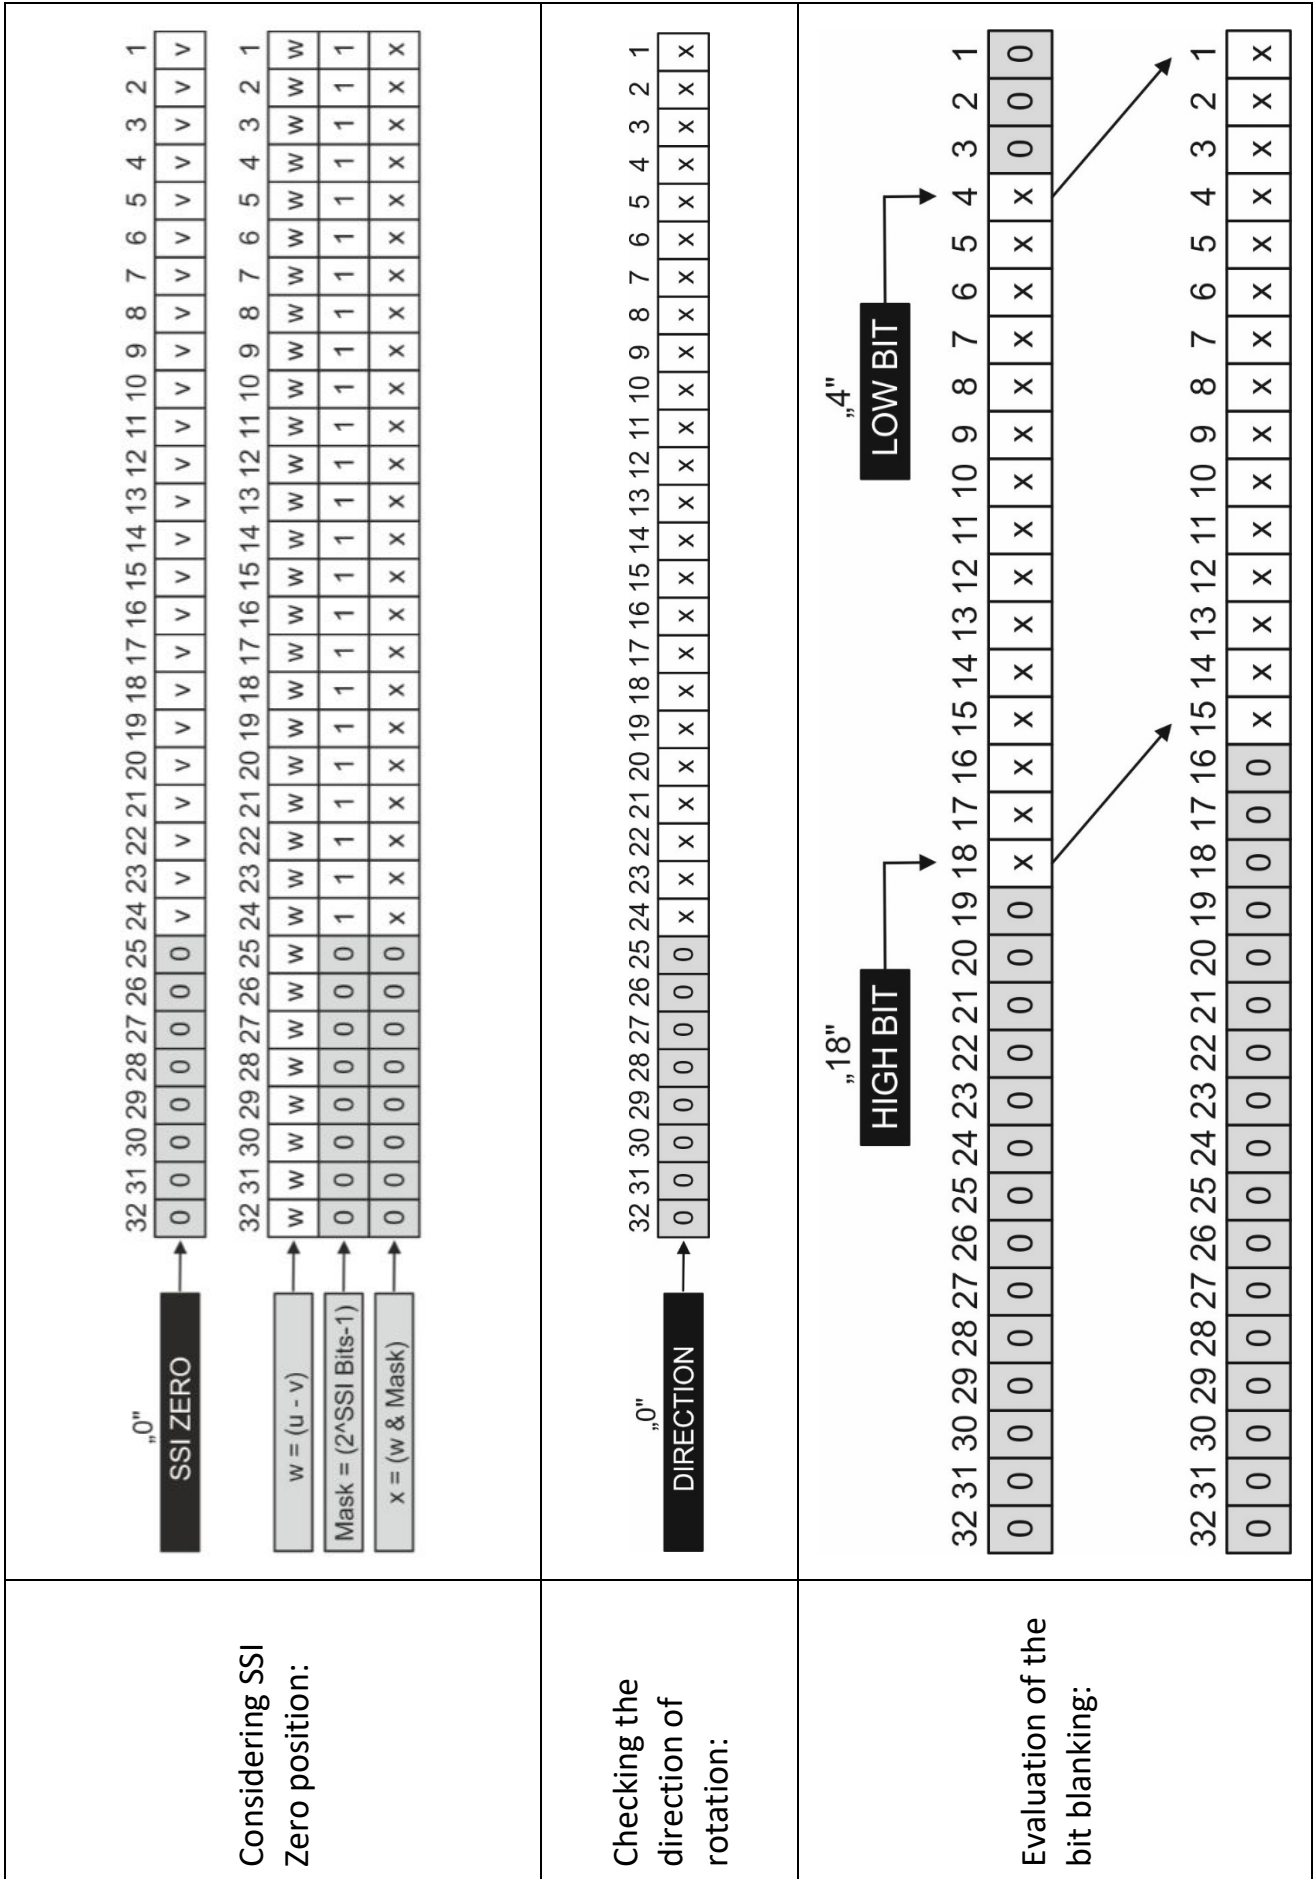 Considering SSI
Zero position:
„0"
SSI ZERO
32 31 30 29 28 27 26 25 24 23 22 21 20 19 18 17 16 15 14 13 12 11 10 9 8 7 6 5 4 3 2 1
0 0 0 0 0 0 0 0 v v v v v v v v v v v v v v v v v v v v v v v v
32 31 30 29 28 27 26 25 24 23 22 21 20 19 18 17 16 15 14 13 12 11 10 9 8 7 6 5 4 3 2 1
w = (u - v)
w w w w w w w w w w w w w w w w w w w w w w w w w w w w w w w w
Mask = (2^SSI Bits-1)
0 0 0 0 0 0 0 0 1 1 1 1 1 1 1 1 1 1 1 1 1 1 1 1 1 1 1 1 1 1 1 1
x = (w & Mask)
0 0 0 0 0 0 0 0 x x x x x x x x x x x x x x x x x x x x x x x x
Checking the
direction of
rotation:
„0"
DIRECTION
32 31 30 29 28 27 26 25 24 23 22 21 20 19 18 17 16 15 14 13 12 11 10 9 8 7 6 5 4 3 2 1
0 0 0 0 0 0 0 0 x x x x x x x x x x x x x x x x x x x x x x x x
Evaluation of the
bit blanking:
„18"
HIGH BIT
„4"
LOW BIT
32 31 30 29 28 27 26 25 24 23 22 21 20 19 18 17 16 15 14 13 12 11 10 9 8 7 6 5 4 3 2 1
0 0 0 0 0 0 0 0 0 0 0 0 0 0 x x x x x x x x x x x x x x x 0 0 0
32 31 30 29 28 27 26 25 24 23 22 21 20 19 18 17 16 15 14 13 12 11 10 9 8 7 6 5 4 3 2 1
0 0 0 0 0 0 0 0 0 0 0 0 0 0 0 0 0 x x x x x x x x x x x x x x x